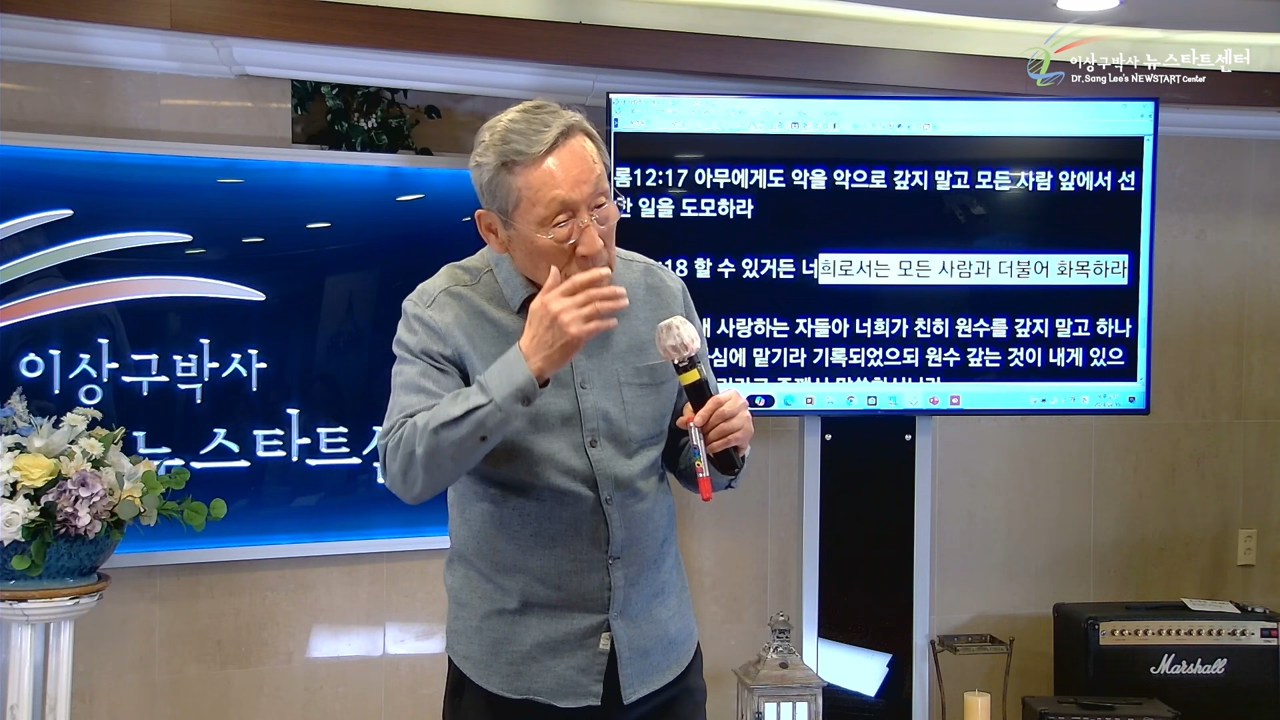 이상구박사 뉴스타트센터
Dr. Sang Lee's NEWSTART Center
롬12:17 아무에게도 악을 악으로 갚지 말고 모든 사람 앞에서 선
한 일을 도모하라
:18 할 수 있거든 너희로서는 모든 사람과 더불어 화목하라
사랑하는 자들아 너희가 친히 원수를 갚지 말고 하나
심에 맡기라 기록되었으되 원수 갚는 것이 내게 있으
이상구박사
뉴스타트
Marshall